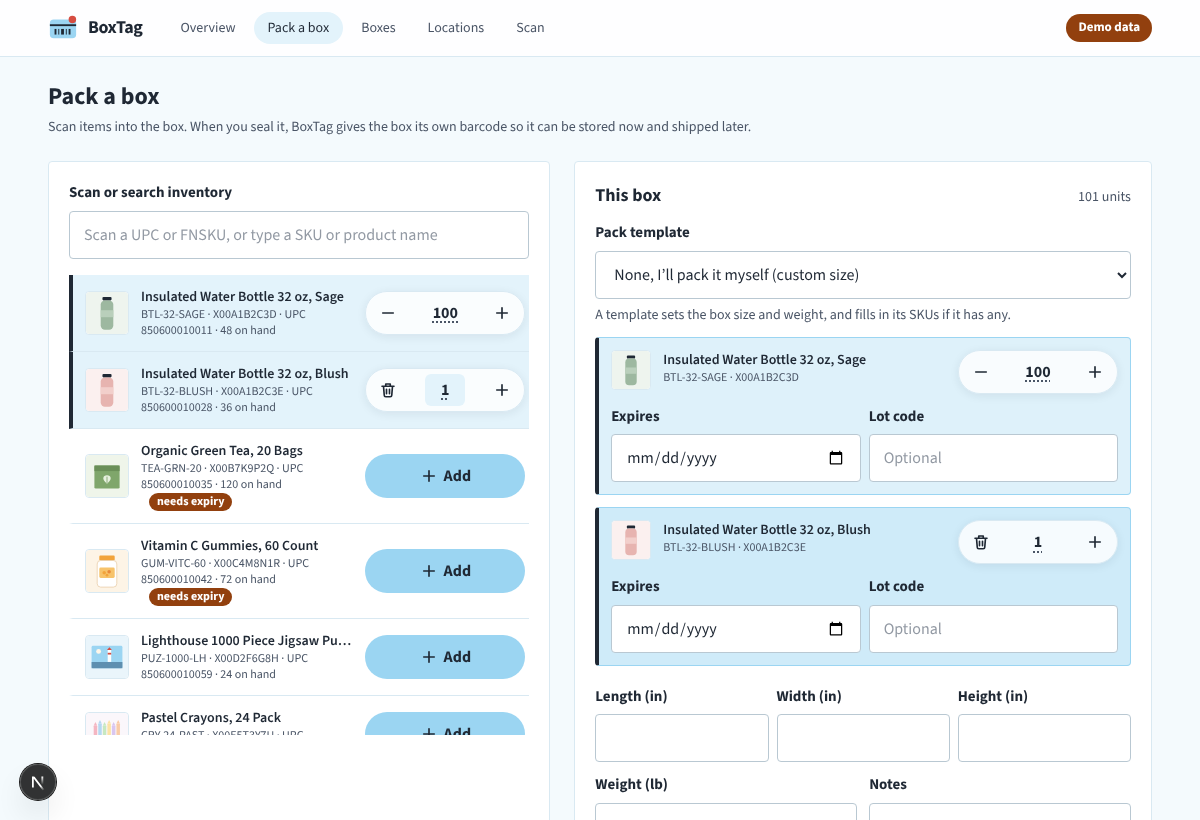 BoxTag
Overview
Pack a box
Boxes
Locations
Scan
Demo data
Pack a box
Scan items into the box. When you seal it, BoxTag gives the box its own barcode so it can be stored now and shipped later.
Scan or search inventory
Scan a UPC or FNSKU, or type a SKU or product name
Insulated Water Bottle 32 oz, Sage
BTL-32-SAGE · X00A1B2C3D · UPC
850600010011 · 48 on hand
100
Insulated Water Bottle 32 oz, Blush
BTL-32-BLUSH · X00A1B2C3E · UPC
850600010028 · 36 on hand
1
Organic Green Tea, 20 Bags
TEA-GRN-20 · X00B7K9P2Q · UPC
850600010035 · 120 on hand
needs expiry
+ Add
Vitamin C Gummies, 60 Count
GUM-VITC-60 · X00C4M8N1R · UPC
850600010042 · 72 on hand
needs expiry
+ Add
Lighthouse 1000 Piece Jigsaw Pu…
PUZ-1000-LH · X00D2F6G8H · UPC
850600010059 · 24 on hand
+ Add
Pastel Crayons, 24 Pack
+ Add
N
This box
101 units
Pack template
None, I’ll pack it myself (custom size)
A template sets the box size and weight, and fills in its SKUs if it has any.
Insulated Water Bottle 32 oz, Sage
BTL-32-SAGE · X00A1B2C3D
100
Expires
Lot code
mm/dd/yyyy
Optional
Insulated Water Bottle 32 oz, Blush
BTL-32-BLUSH · X00A1B2C3E
1
Expires
Lot code
mm/dd/yyyy
Optional
Length (in)
Width (in)
Height (in)
Weight (lb)
Notes